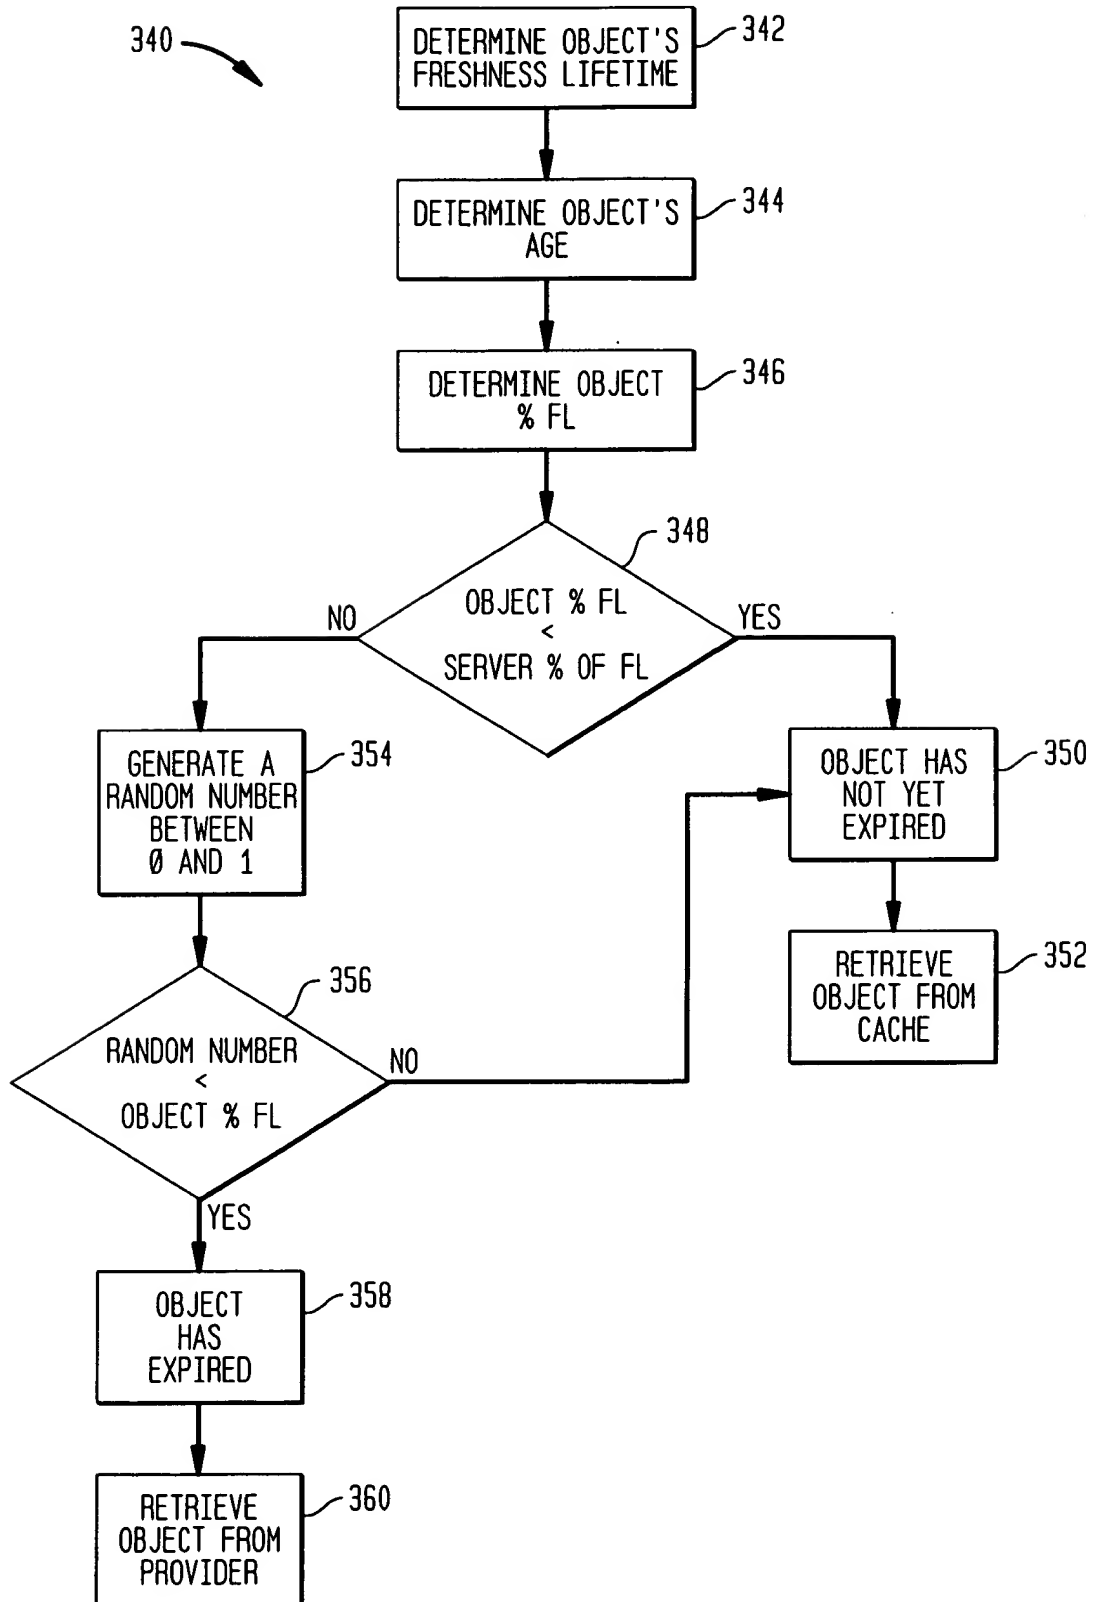 340
DETERMINE OBJECT'S
FRESHNESS LIFETIME
342
DETERMINE OBJECT'S
AGE
344
DETERMINE OBJECT
% FL
346
348
OBJECT % FL
<
SERVER % OF FL
NO
YES
GENERATE A
RANDOM NUMBER
BETWEEN
Ø AND 1
354
OBJECT HAS
NOT YET
EXPIRED
350
RETRIEVE
OBJECT FROM
CACHE
352
356
RANDOM NUMBER
<
OBJECT % FL
NO
YES
OBJECT
HAS
EXPIRED
358
RETRIEVE
OBJECT FROM
PROVIDER
360